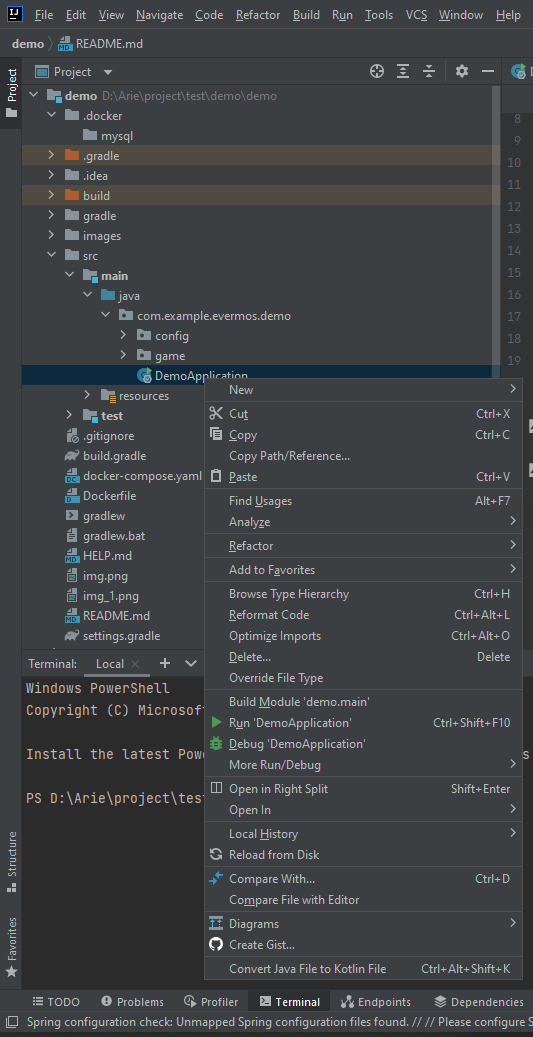 IJ File Edit View Navigate Code Refactor Build Run Tools VCS Window Help
demo README.md
Project
Project
demo D:\Arie\project\test\demo\demo
.docker
mysql
.gradle
.idea
build
gradle
images
src
main
java
com.example.evermos.demo
config
game
DemoApplication
resources
test
.gitignore
build.gradle
docker-compose.yaml
Dockerfile
gradlew
gradlew.bat
HELP.md
img.png
img_1.png
README.md
settings.gradle
8
9
10
11
12
13
14
15
16
17
18
19
New
Cut Ctrl+X
Copy Ctrl+C
Copy Path/Reference...
Paste Ctrl+V
Find Usages Alt+F7
Analyze
Refactor
Add to Favorites
Browse Type Hierarchy Ctrl+H
Reformat Code Ctrl+Alt+L
Optimize Imports Ctrl+Alt+O
Delete... Delete
Override File Type
Build Module 'demo.main'
Run 'DemoApplication' Ctrl+Shift+F10
Debug 'DemoApplication'
More Run/Debug
Open in Right Split Shift+Enter
Open In
Local History
Reload from Disk
Compare With... Ctrl+D
Compare File with Editor
Diagrams
Create Gist...
Convert Java File to Kotlin File Ctrl+Alt+Shift+K
Terminal: Local
Windows PowerShell
Copyright (C) Microsoft
Install the latest Pow
s
PS D:\Arie\project\test
Structure
Favorites
TODO Problems Profiler Terminal Endpoints Dependencies
Spring configuration check: Unmapped Spring configuration files found. // // Please configure S